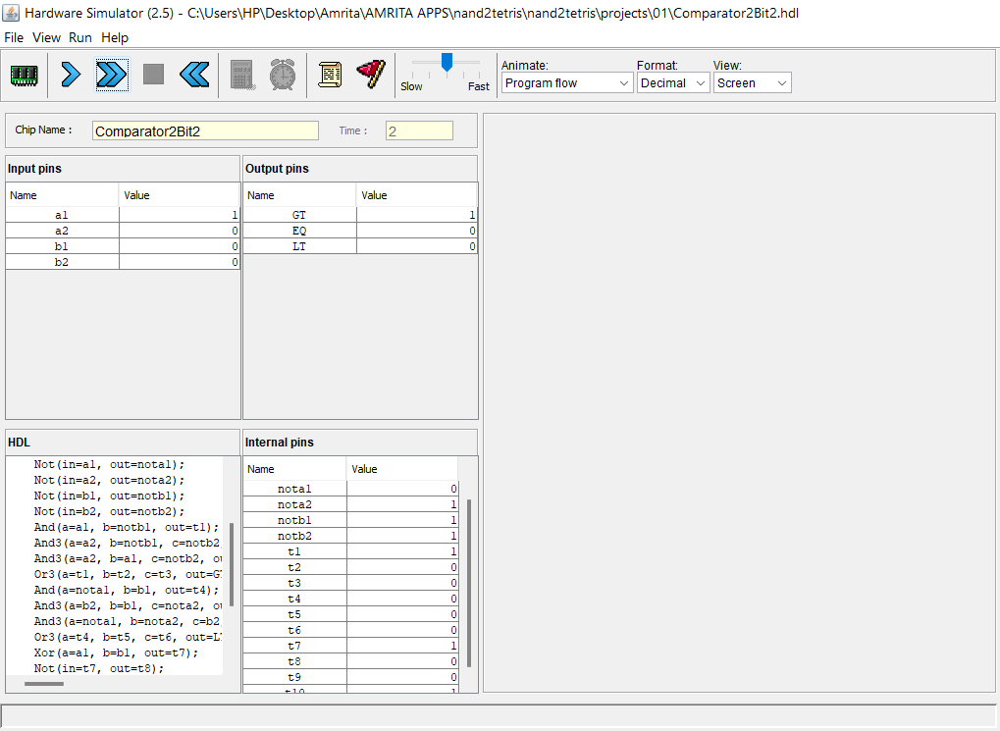 Hardware Simulator (2.5) - C:\Users\HP\Desktop\Amrita\AMRITA APPS\nand2tetris\nand2tetris\projects\01\Comparator2Bit2.hdl
File View Run Help
Slow Fast
Animate: Format: View:
Program flow Decimal Screen
Chip Name : Comparator2Bit2 Time : 2
Input pins
Name Value
a1 1
a2 0
b1 0
b2 0
Output pins
Name Value
GT 1
EQ 0
LT 0
HDL
Not(in=a1, out=nota1);
Not(in=a2, out=nota2);
Not(in=b1, out=notb1);
Not(in=b2, out=notb2);
And(a=a1, b=notb1, out=t1);
And3(a=a2, b=notb1, c=notb2,
And3(a=a2, b=a1, c=notb2, ou
Or3(a=t1, b=t2, c=t3, out=GT
And(a=nota1, b=b1, out=t4);
And3(a=b2, b=b1, c=nota2, ou
And3(a=nota1, b=nota2, c=b2,
Or3(a=t4, b=t5, c=t6, out=LT
Xor(a=a1, b=b1, out=t7);
Not(in=t7, out=t8);
Internal pins
Name Value
nota1 0
nota2 1
notb1 1
notb2 1
t1 1
t2 0
t3 0
t4 0
t5 0
t6 0
t7 1
t8 0
t9 0
t10 1